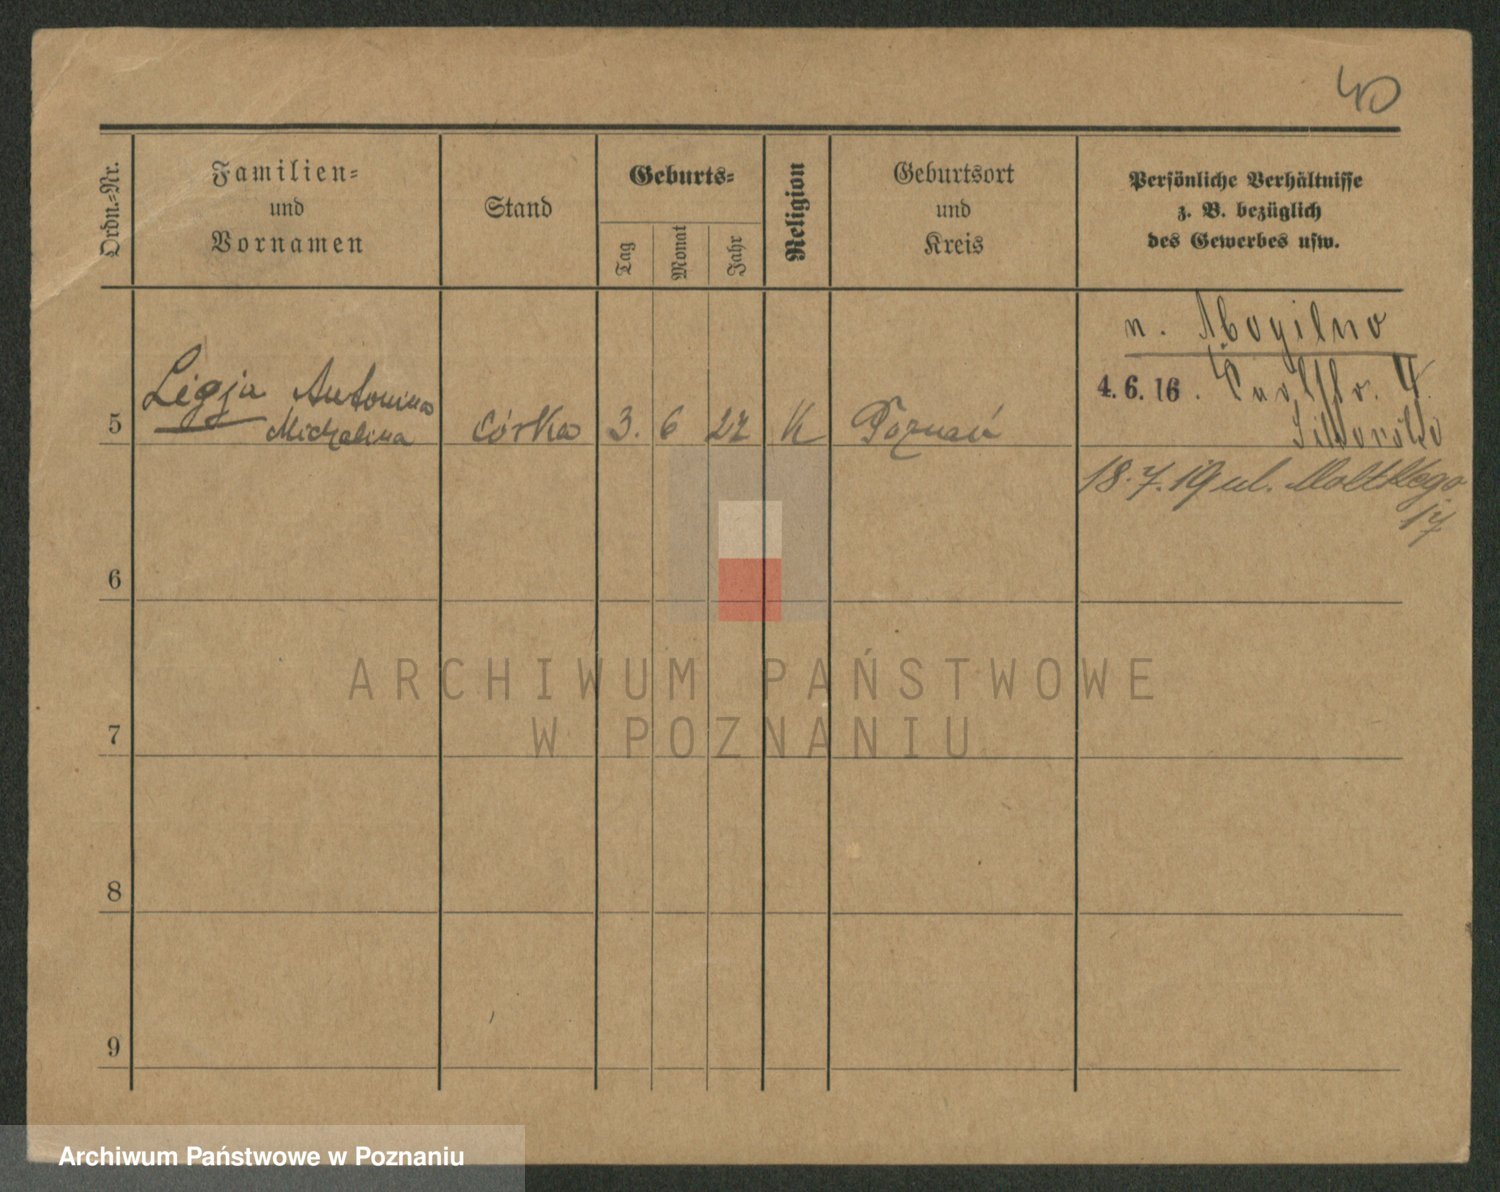 40
Ordn.-Nr.
Familien-
und
Vornamen
Stand
Geburts-
Tag
Monat
Jahr
Religion
Geburtsort
und
Kreis
Persönliche Verhältnisse
z. B. bezüglich
des Gewerbes usw.
n. Mogilno
4.6.16.
5
Ligja Antonina
Michalina
córka
3.
6
27
K
Poznań
18.7.19 ul. Moltkego
17
6
7
8
9
ARCHIWUM PAŃSTWOWE
W POZNANIU
Archiwum Państwowe w Poznaniu